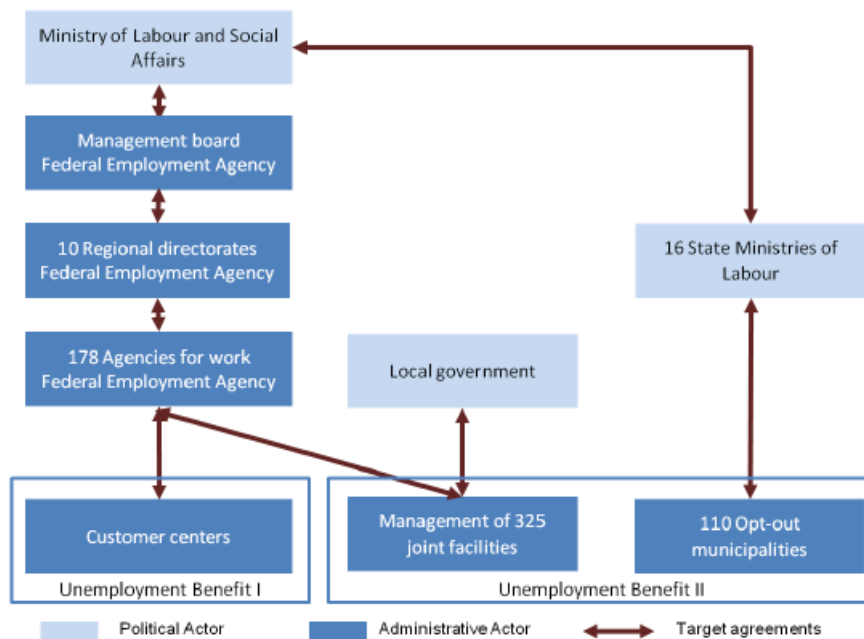 Ministry of Labour and Social
Affairs
Management board
Federal Employment Agency
10 Regional directorates
Federal Employment Agency
16 State Ministries of
Labour
178 Agencies for work
Federal Employment Agency
Local government
Customer centers
Management of 325
joint facilities
110 Opt-out
municipalities
Unemployment Benefit I
Unemployment Benefit II
Political Actor
Administrative Actor
Target agreements